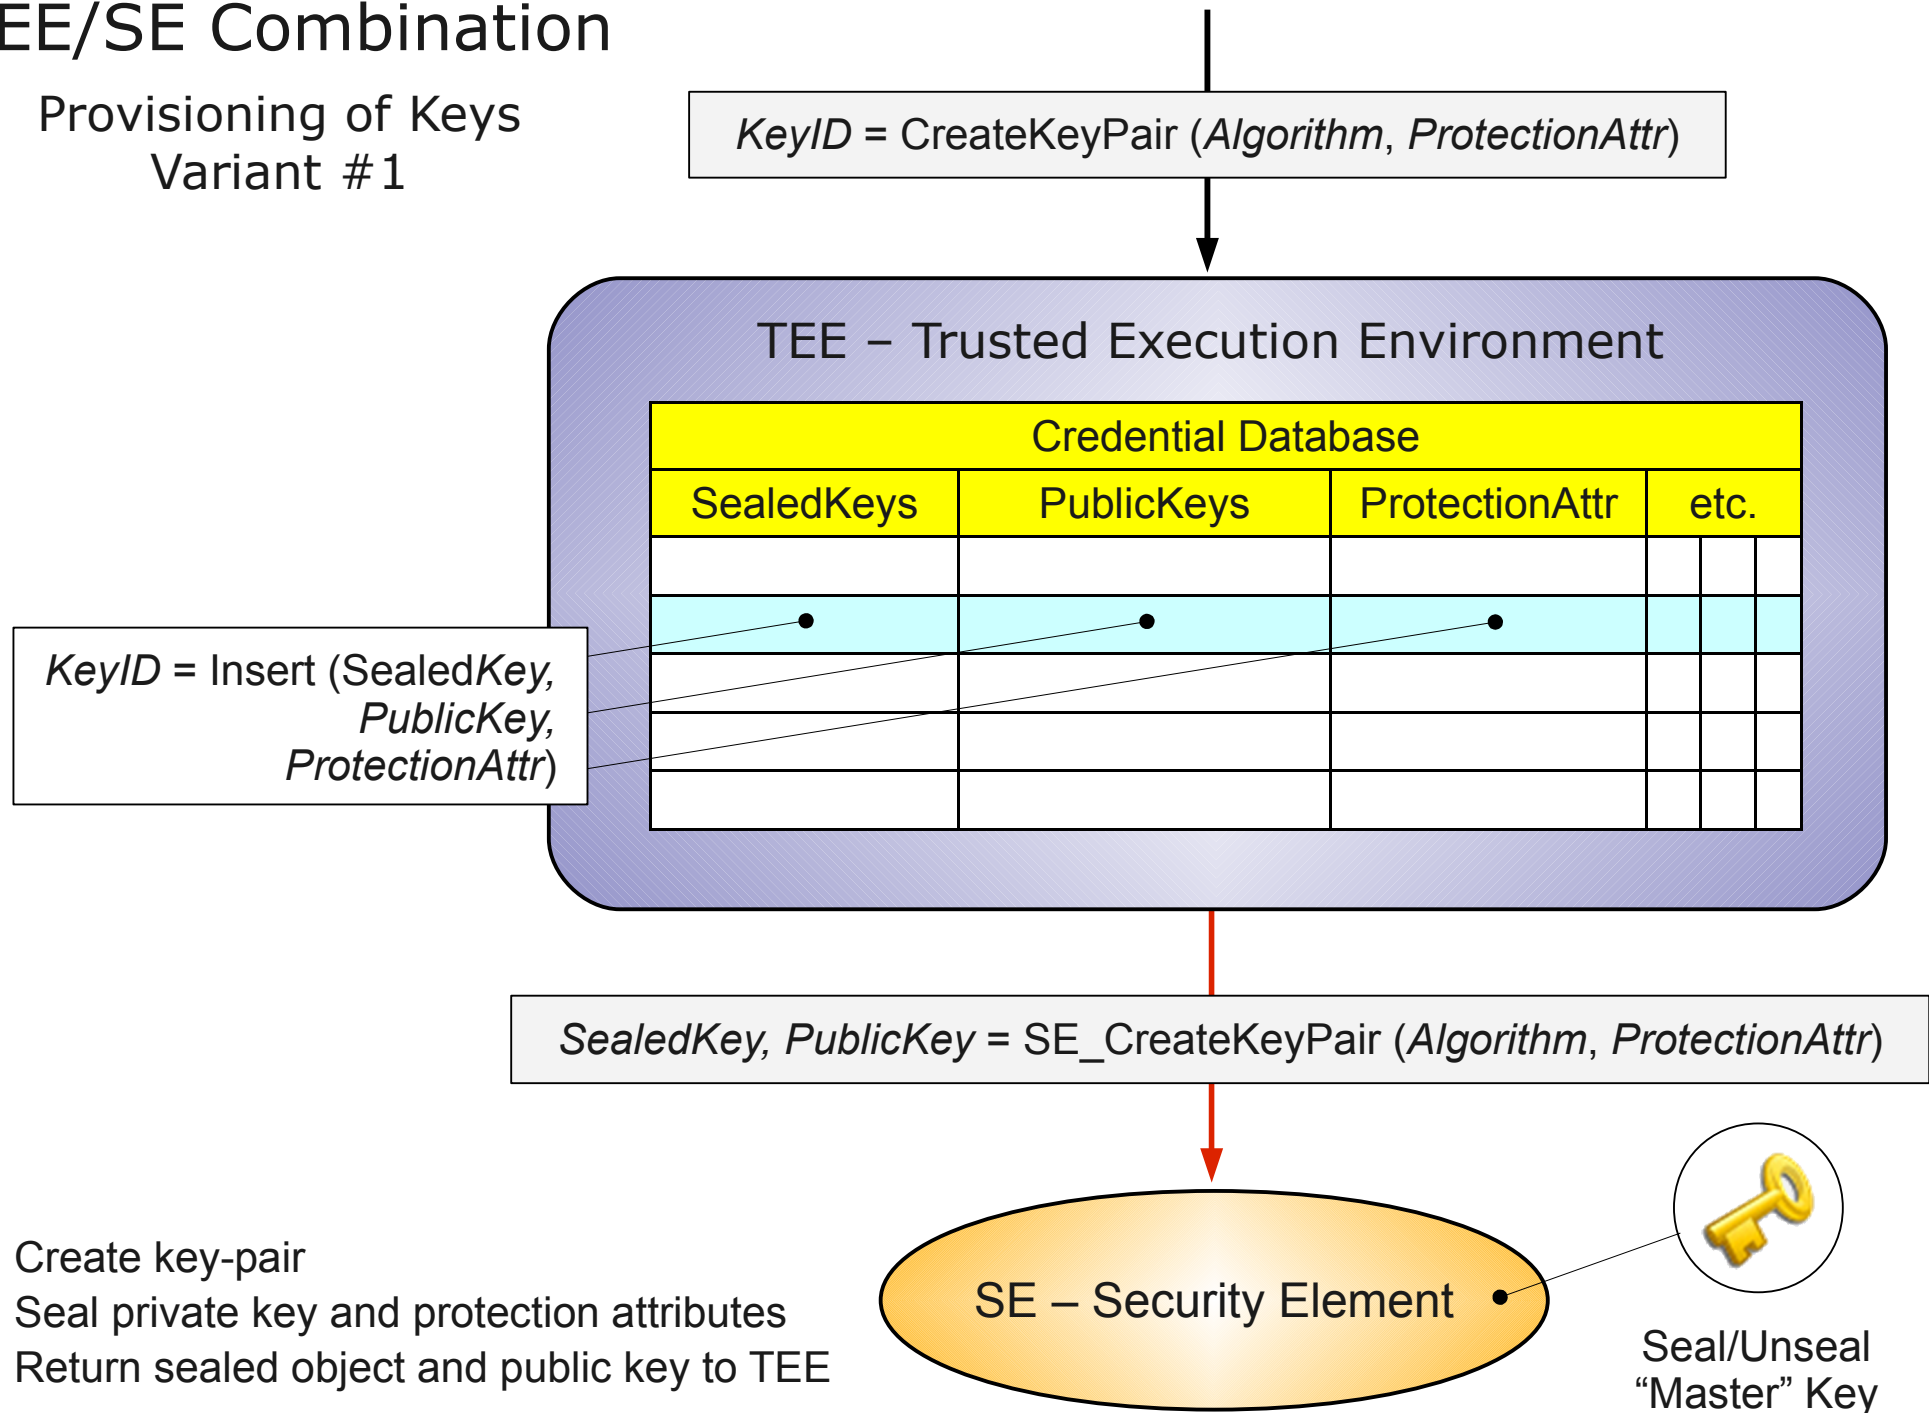 EE/SE Combination
Provisioning of Keys
Variant #1
KeyID = CreateKeyPair (Algorithm, ProtectionAttr)
TEE – Trusted Execution Environment
Credential Database
SealedKeys PublicKeys ProtectionAttr etc.
KeyID = Insert (SealedKey,
PublicKey,
ProtectionAttr)
SealedKey, PublicKey = SE_CreateKeyPair (Algorithm, ProtectionAttr)
Create key-pair
Seal private key and protection attributes
Return sealed object and public key to TEE
SE – Security Element
Seal/Unseal
“Master” Key